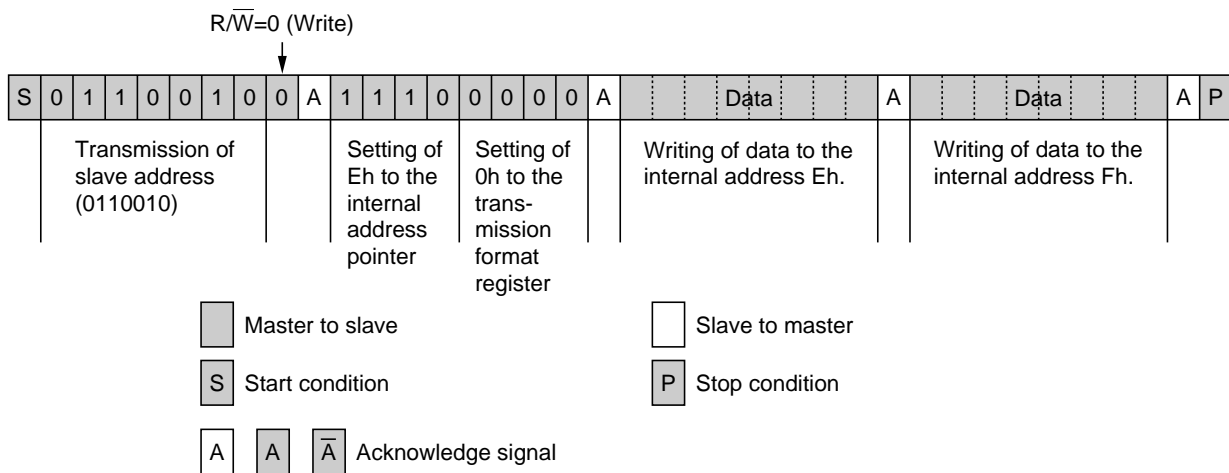 R/W̅=0 (Write)
S 0 1 1 0 0 1 0 0 A 1 1 1 0 0 0 0 0 A Data A Data A P
Transmission of
slave address
(0110010)
Setting of
Eh to the
internal
address
pointer
Setting of
0h to the
trans-
mission
format
register
Writing of data to the
internal address Eh.
Writing of data to the
internal address Fh.
Master to slave
Slave to master
S Start condition
P Stop condition
A A A̅ Acknowledge signal